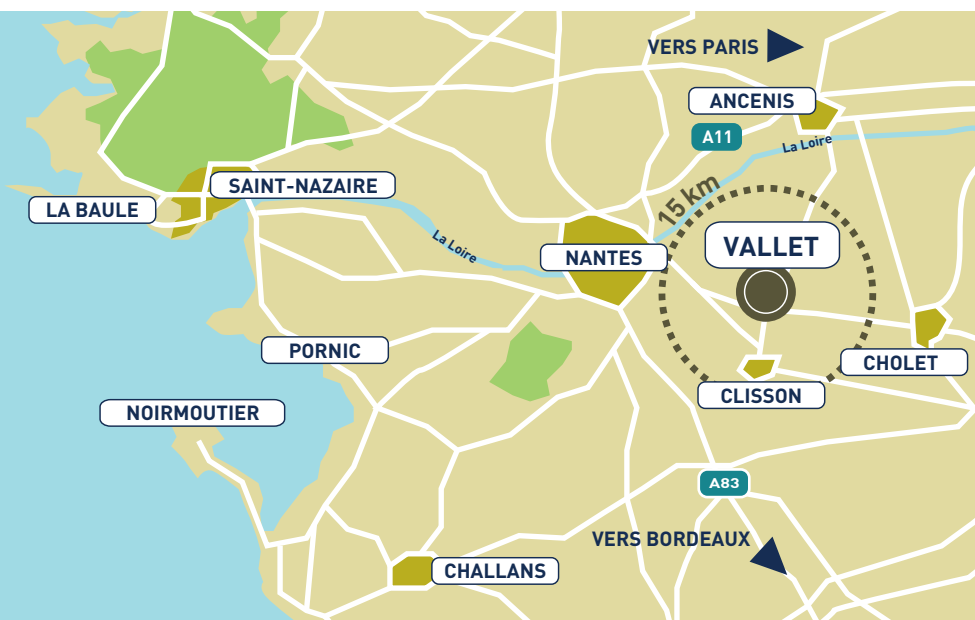 VERS PARIS
ANCENIS
A11
La Loire
15 km
SAINT-NAZAIRE
LA BAULE
La Loire
NANTES
VALLET
PORNIC
CHOLET
CLISSON
NOIRMOUTIER
A83
VERS BORDEAUX
CHALLANS